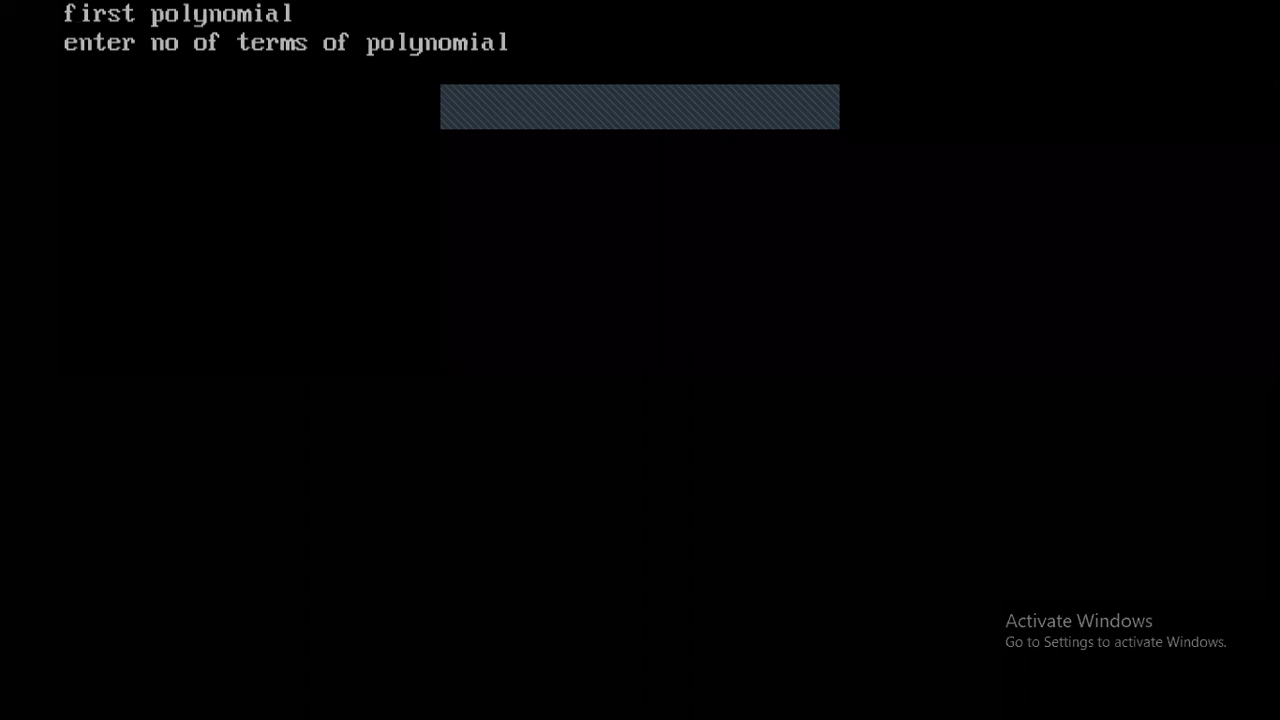 first polynomial
enter no of terms of polynomial
Activate Windows
Go to Settings to activate Windows.